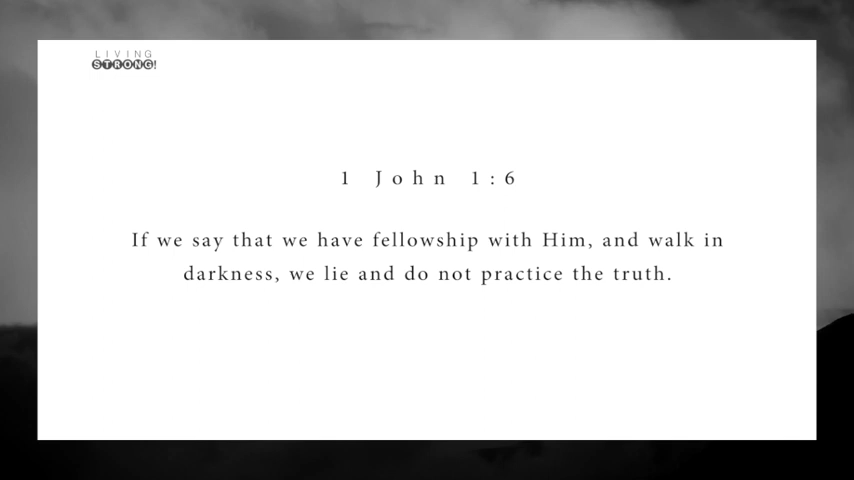 LIVING
STRONG!
1 John 1:6
If we say that we have fellowship with Him, and walk in
darkness, we lie and do not practice the truth.